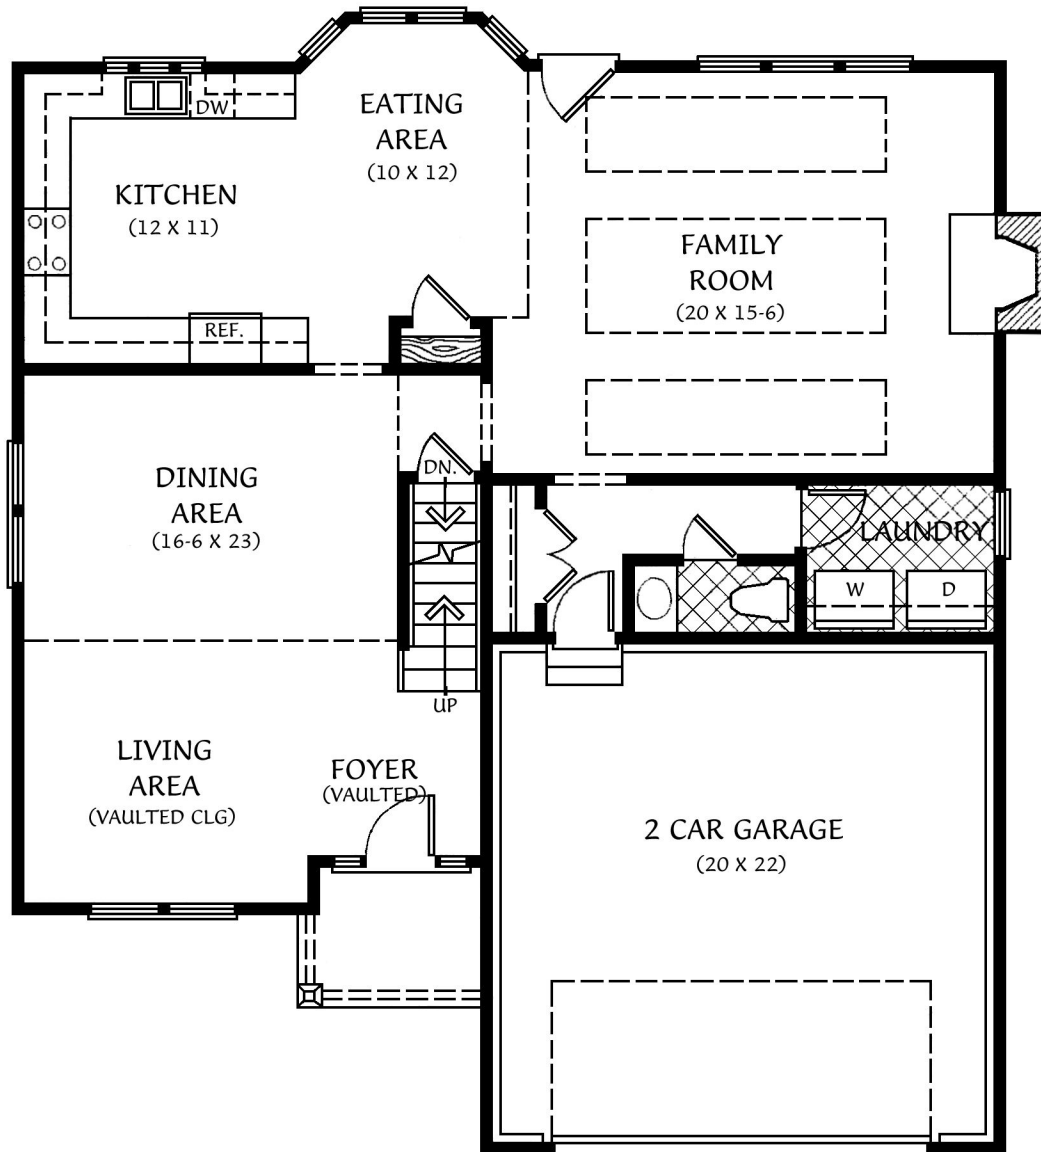 EATING
AREA
(10 X 12)
DW
KITCHEN
(12 X 11)
FAMILY
ROOM
(20 X 15-6)
REF.
DINING
AREA
(16-6 X 23)
DN.
LAUNDRY
W
D
UP
LIVING
AREA
(VAULTED CLG)
FOYER
(VAULTED)
2 CAR GARAGE
(20 X 22)